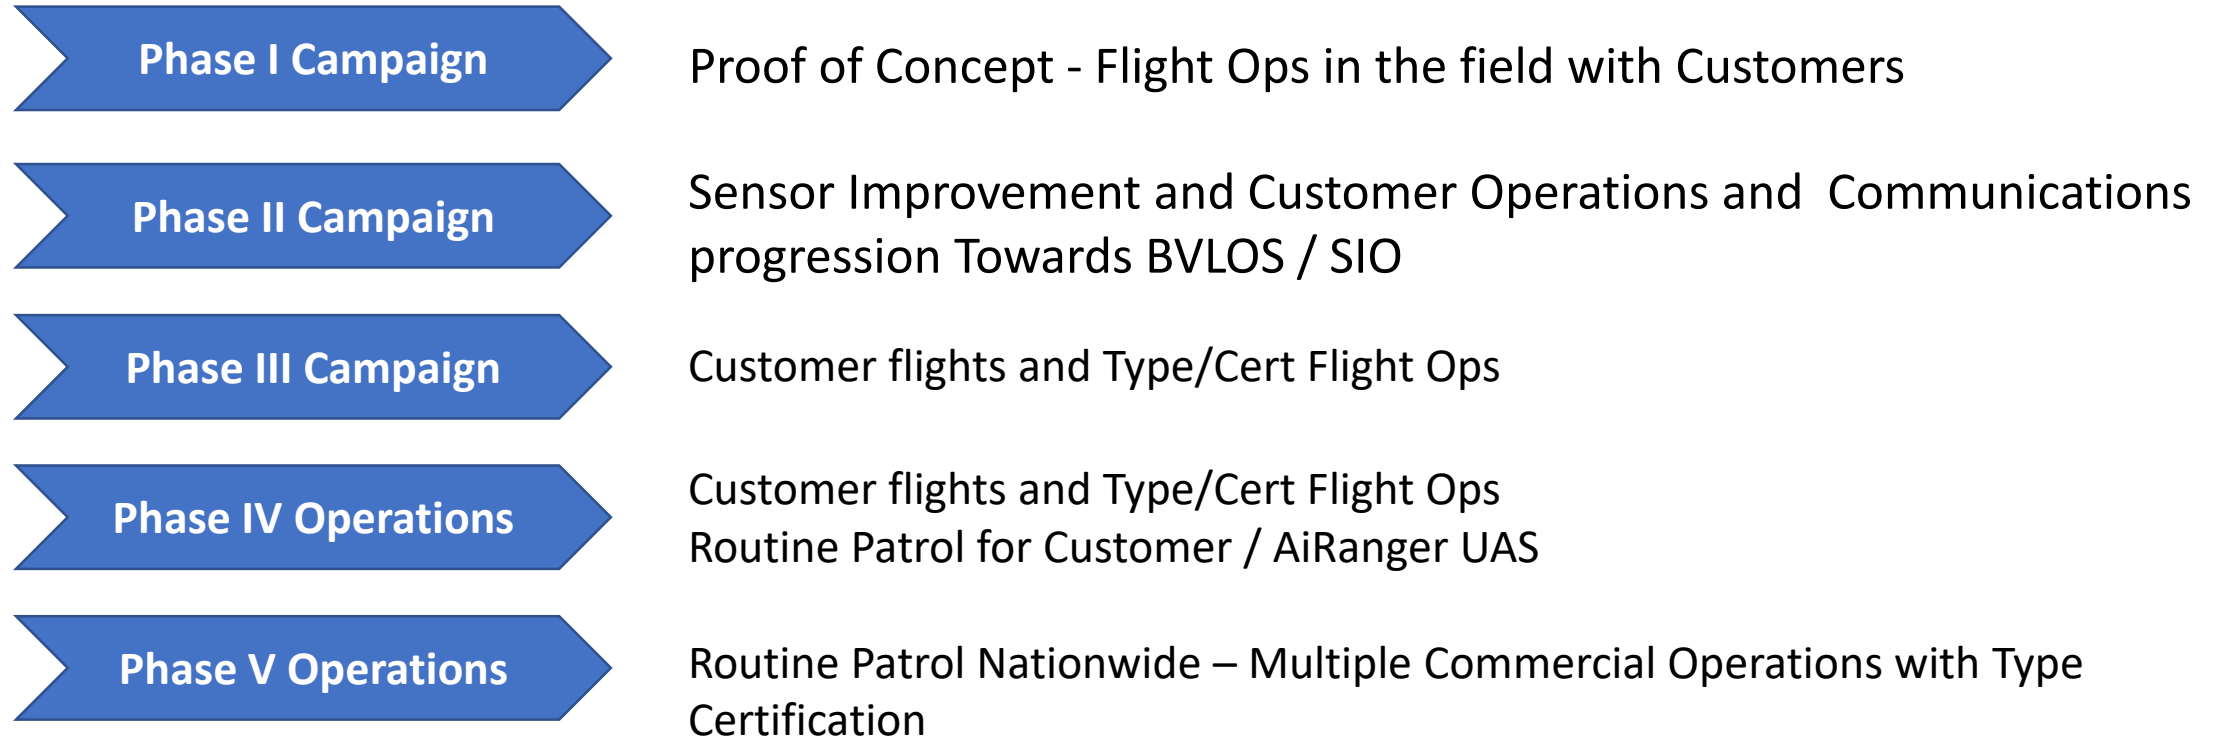 Phase I Campaign
Proof of Concept - Flight Ops in the field with Customers
Phase II Campaign
Sensor Improvement and Customer Operations and  Communications
progression Towards BVLOS / SIO
Phase III Campaign
Customer flights and Type/Cert Flight Ops
Phase IV Operations
Customer flights and Type/Cert Flight Ops
Routine Patrol for Customer / AiRanger UAS
Phase V Operations
Routine Patrol Nationwide – Multiple Commercial Operations with Type
Certification